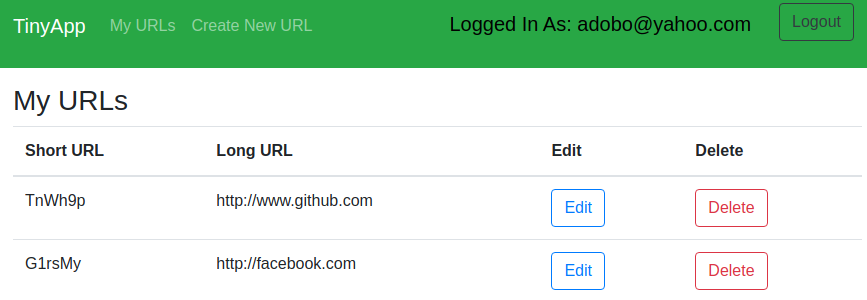 TinyApp My URLs Create New URL Logged In As: adobo@yahoo.com Logout
My URLs
Short URL Long URL Edit Delete
TnWh9p http://www.github.com Edit Delete
G1rsMy http://facebook.com Edit Delete